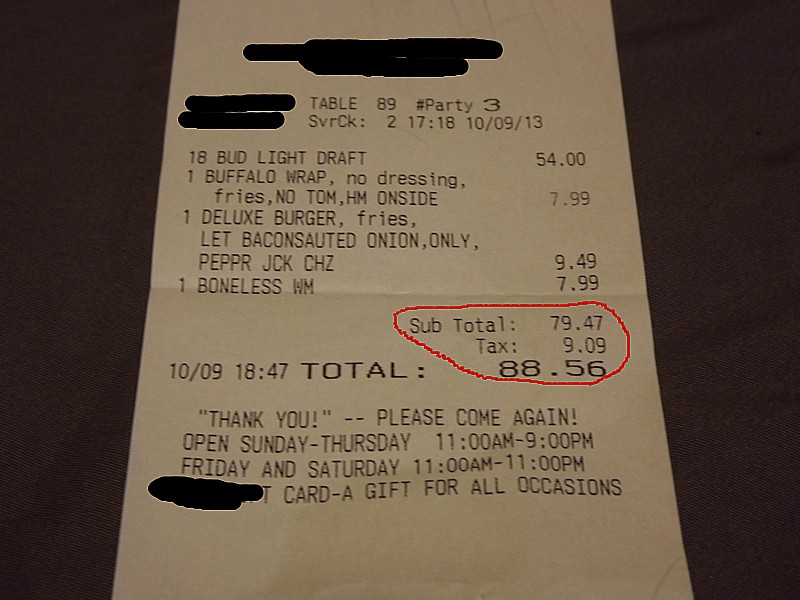 TABLE 89 #Party 3
SvrCk: 2 17:18 10/09/13
18 BUD LIGHT DRAFT 54.00
1 BUFFALO WRAP, no dressing,
fries,NO TOM,HM ONSIDE 7.99
1 DELUXE BURGER, fries,
LET BACONSAUTED ONION,ONLY,
PEPPR JCK CHZ 9.49
1 BONELESS WM 7.99
Sub Total: 79.47
Tax: 9.09
10/09 18:47 TOTAL: 88.56
"THANK YOU!" -- PLEASE COME AGAIN!
OPEN SUNDAY-THURSDAY 11:00AM-9:00PM
FRIDAY AND SATURDAY 11:00AM-11:00PM
T CARD-A GIFT FOR ALL OCCASIONS